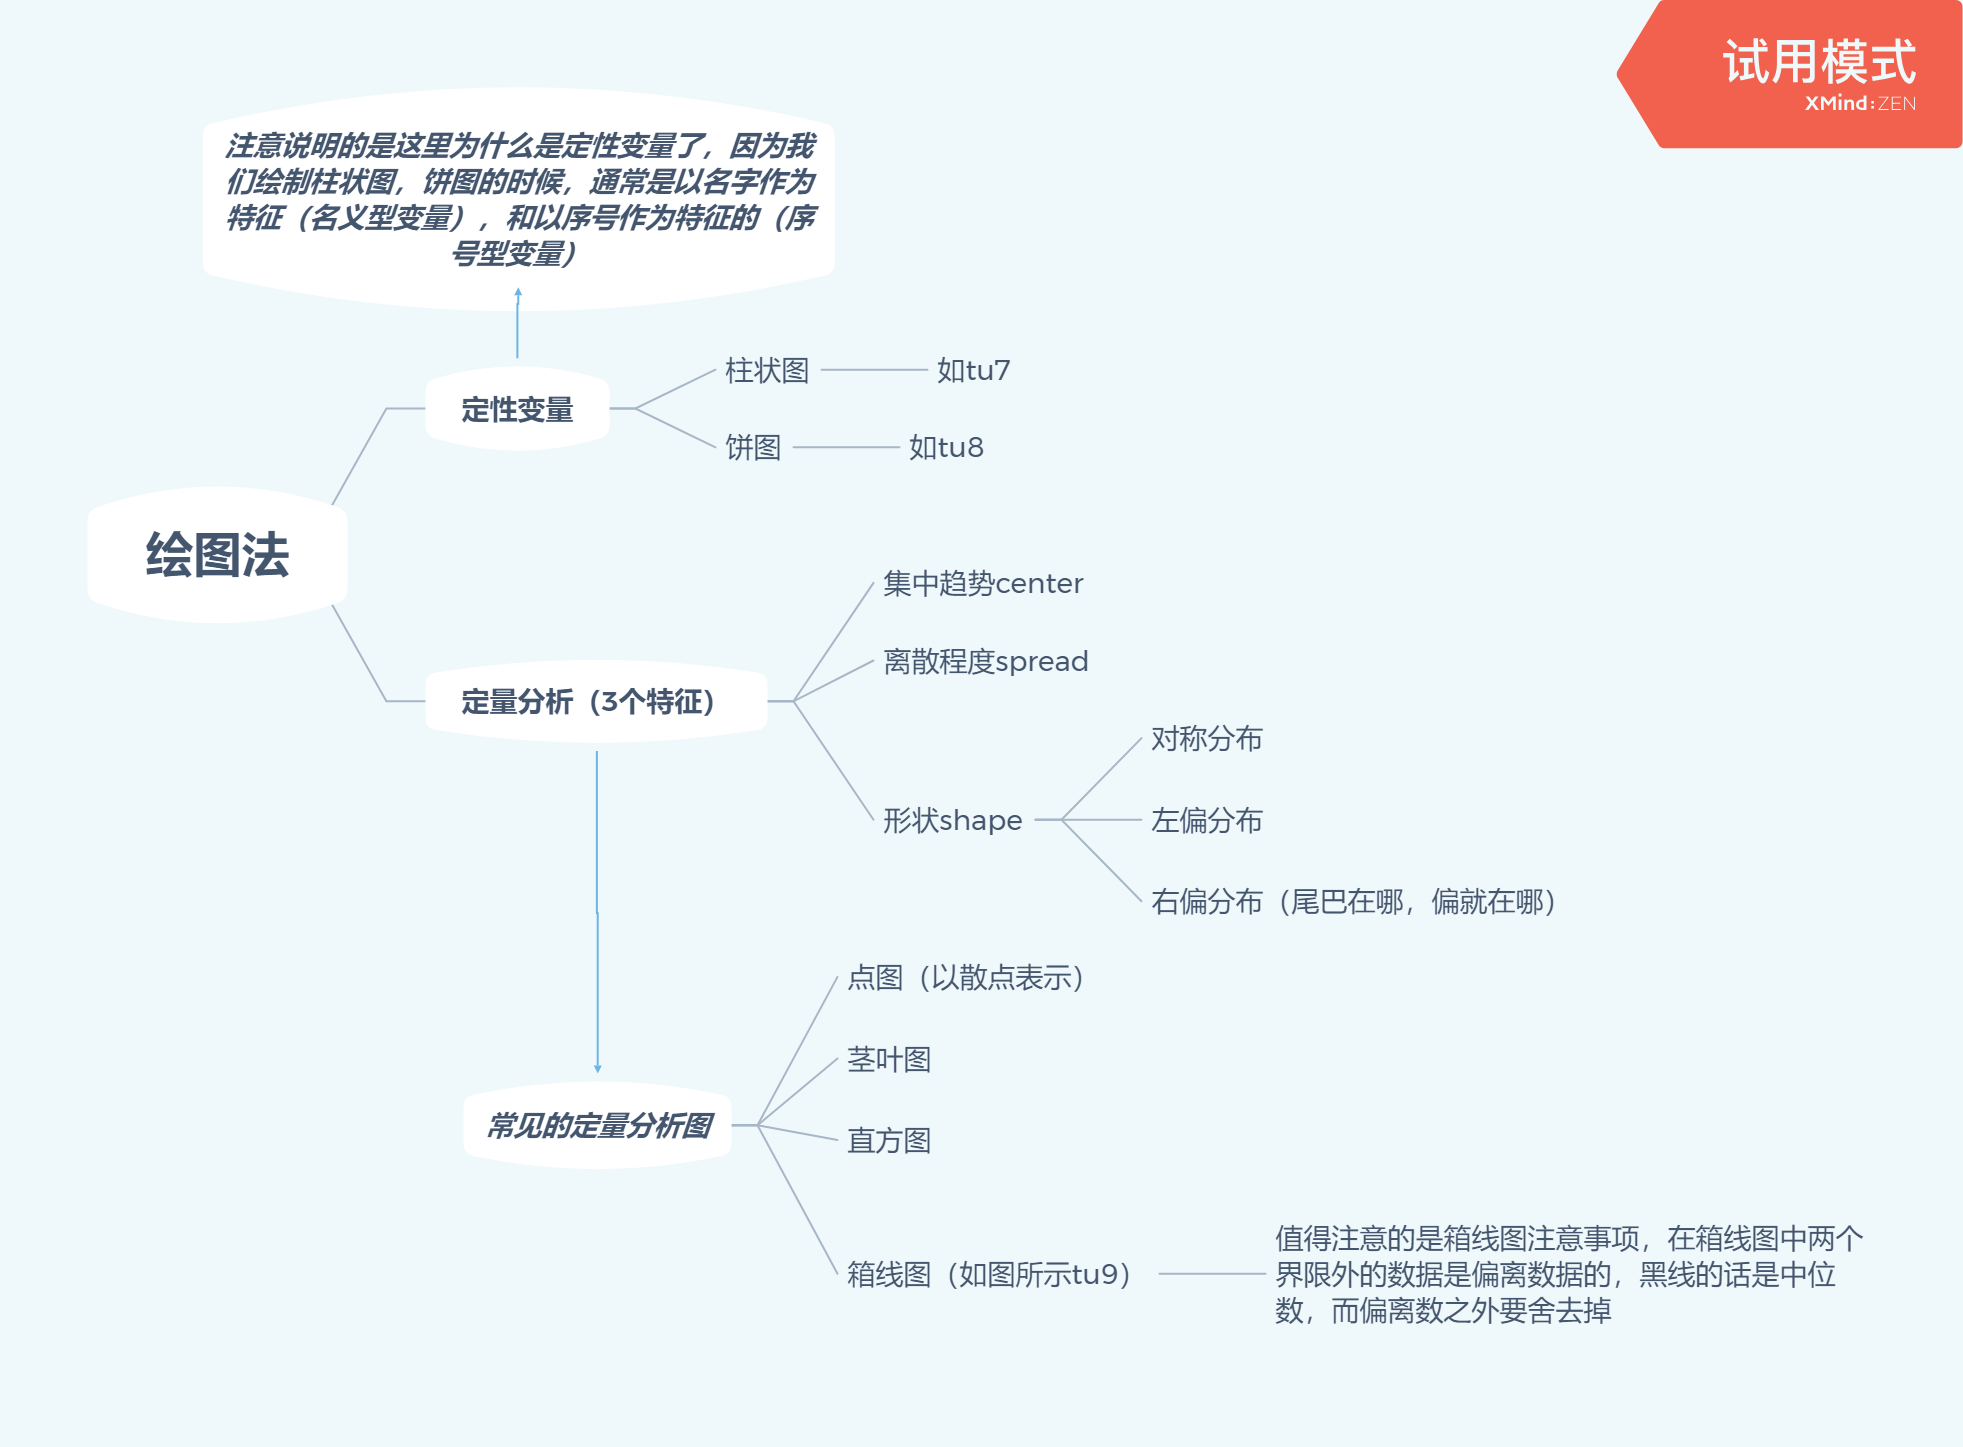 试用模式
XMind:ZEN
注意说明的是这里为什么是定性变量了，因为我
们绘制柱状图，饼图的时候，通常是以名字作为
特征（名义型变量），和以序号作为特征的（序
号型变量）
定性变量
柱状图
如tu7
饼图
如tu8
绘图法
定量分析（3个特征）
集中趋势center
离散程度spread
形状shape
对称分布
左偏分布
右偏分布（尾巴在哪，偏就在哪）
常见的定量分析图
点图（以散点表示）
茎叶图
直方图
箱线图（如图所示tu9）
值得注意的是箱线图注意事项，在箱线图中两个
界限外的数据是偏离数据的，黑线的话是中位
数，而偏离数之外要舍去掉